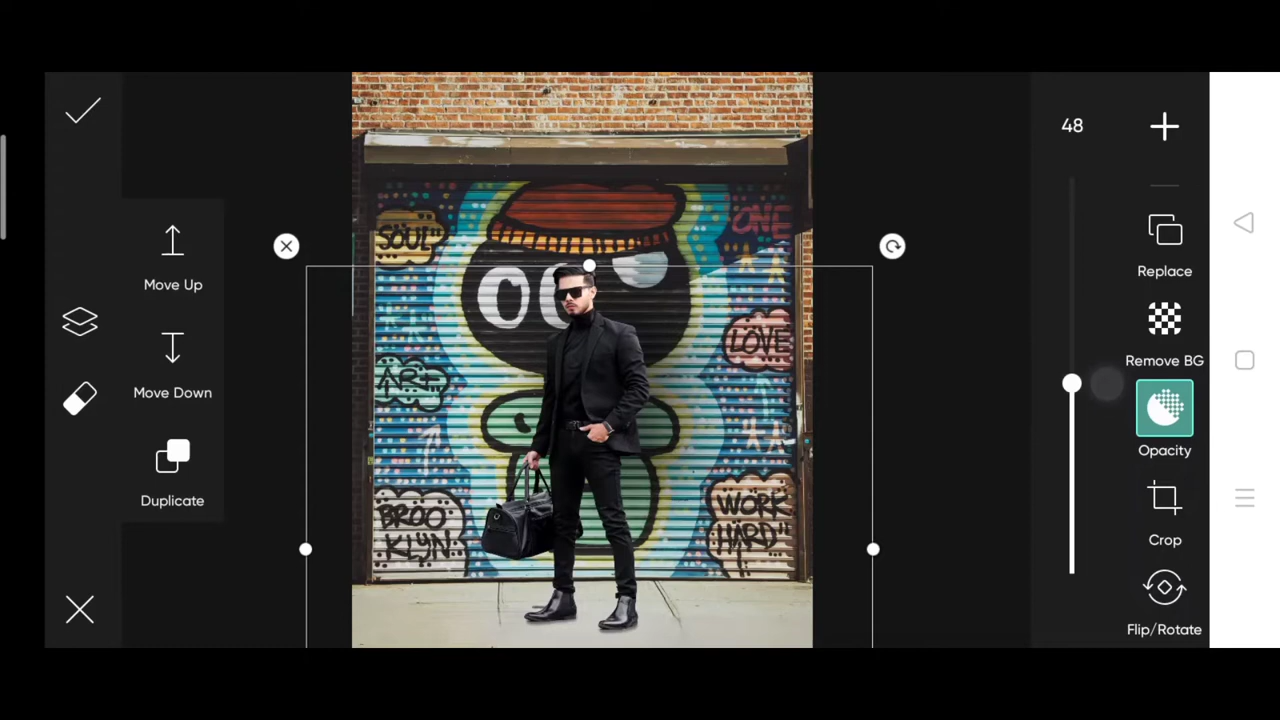 48
Replace
Move Up
Remove BG
Move Down
Opacity
Duplicate
Crop
Flip/Rotate
SOUL
ONE
LOVE
ART
BROO
KLYN
WORK
HARD